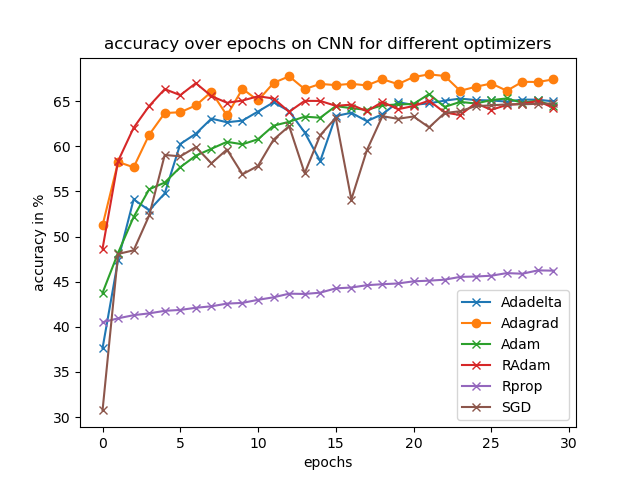 accuracy over epochs on CNN for different optimizers
accuracy in %
65
60
55
50
45
40
35
30
0 5 10 15 20 25 30
epochs
Adadelta
Adagrad
Adam
RAdam
Rprop
SGD